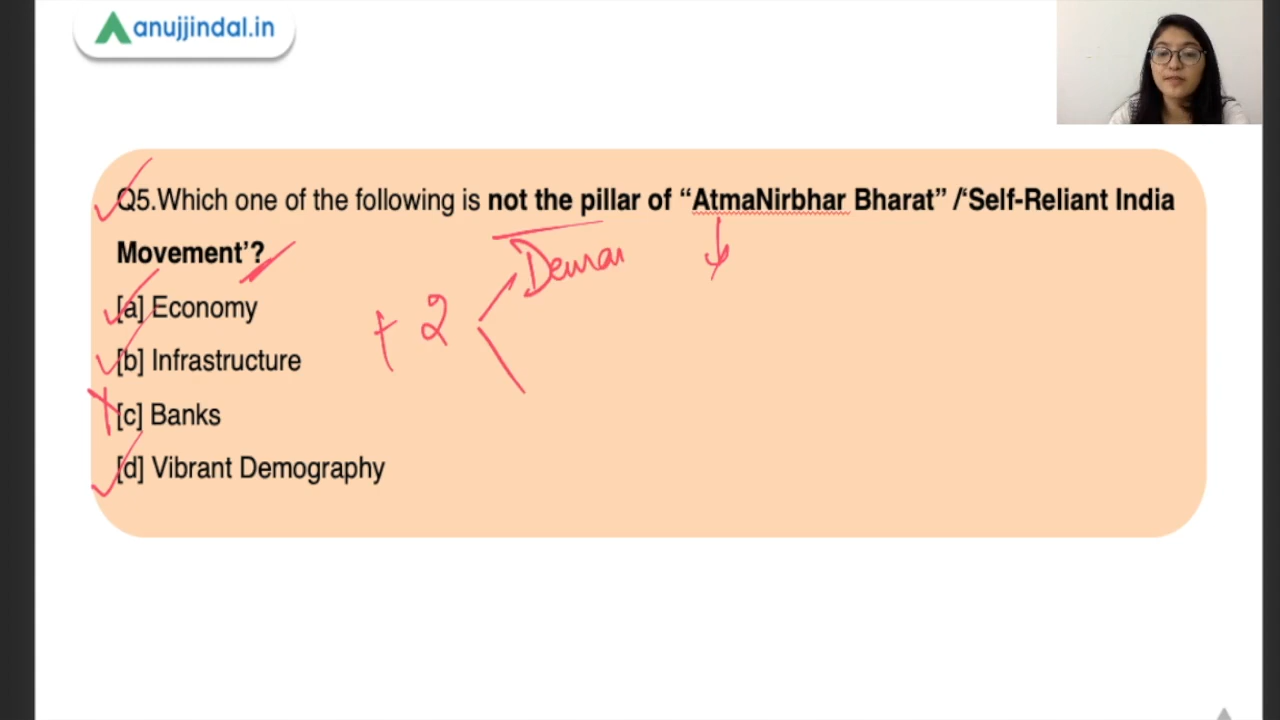 anujjindal.in
Q5.Which one of the following is not the pillar of “AtmaNirbhar Bharat” /‘Self-Reliant India
Movement’?
[a] Economy
[b] Infrastructure
[c] Banks
[d] Vibrant Demography
+ 2
Deman